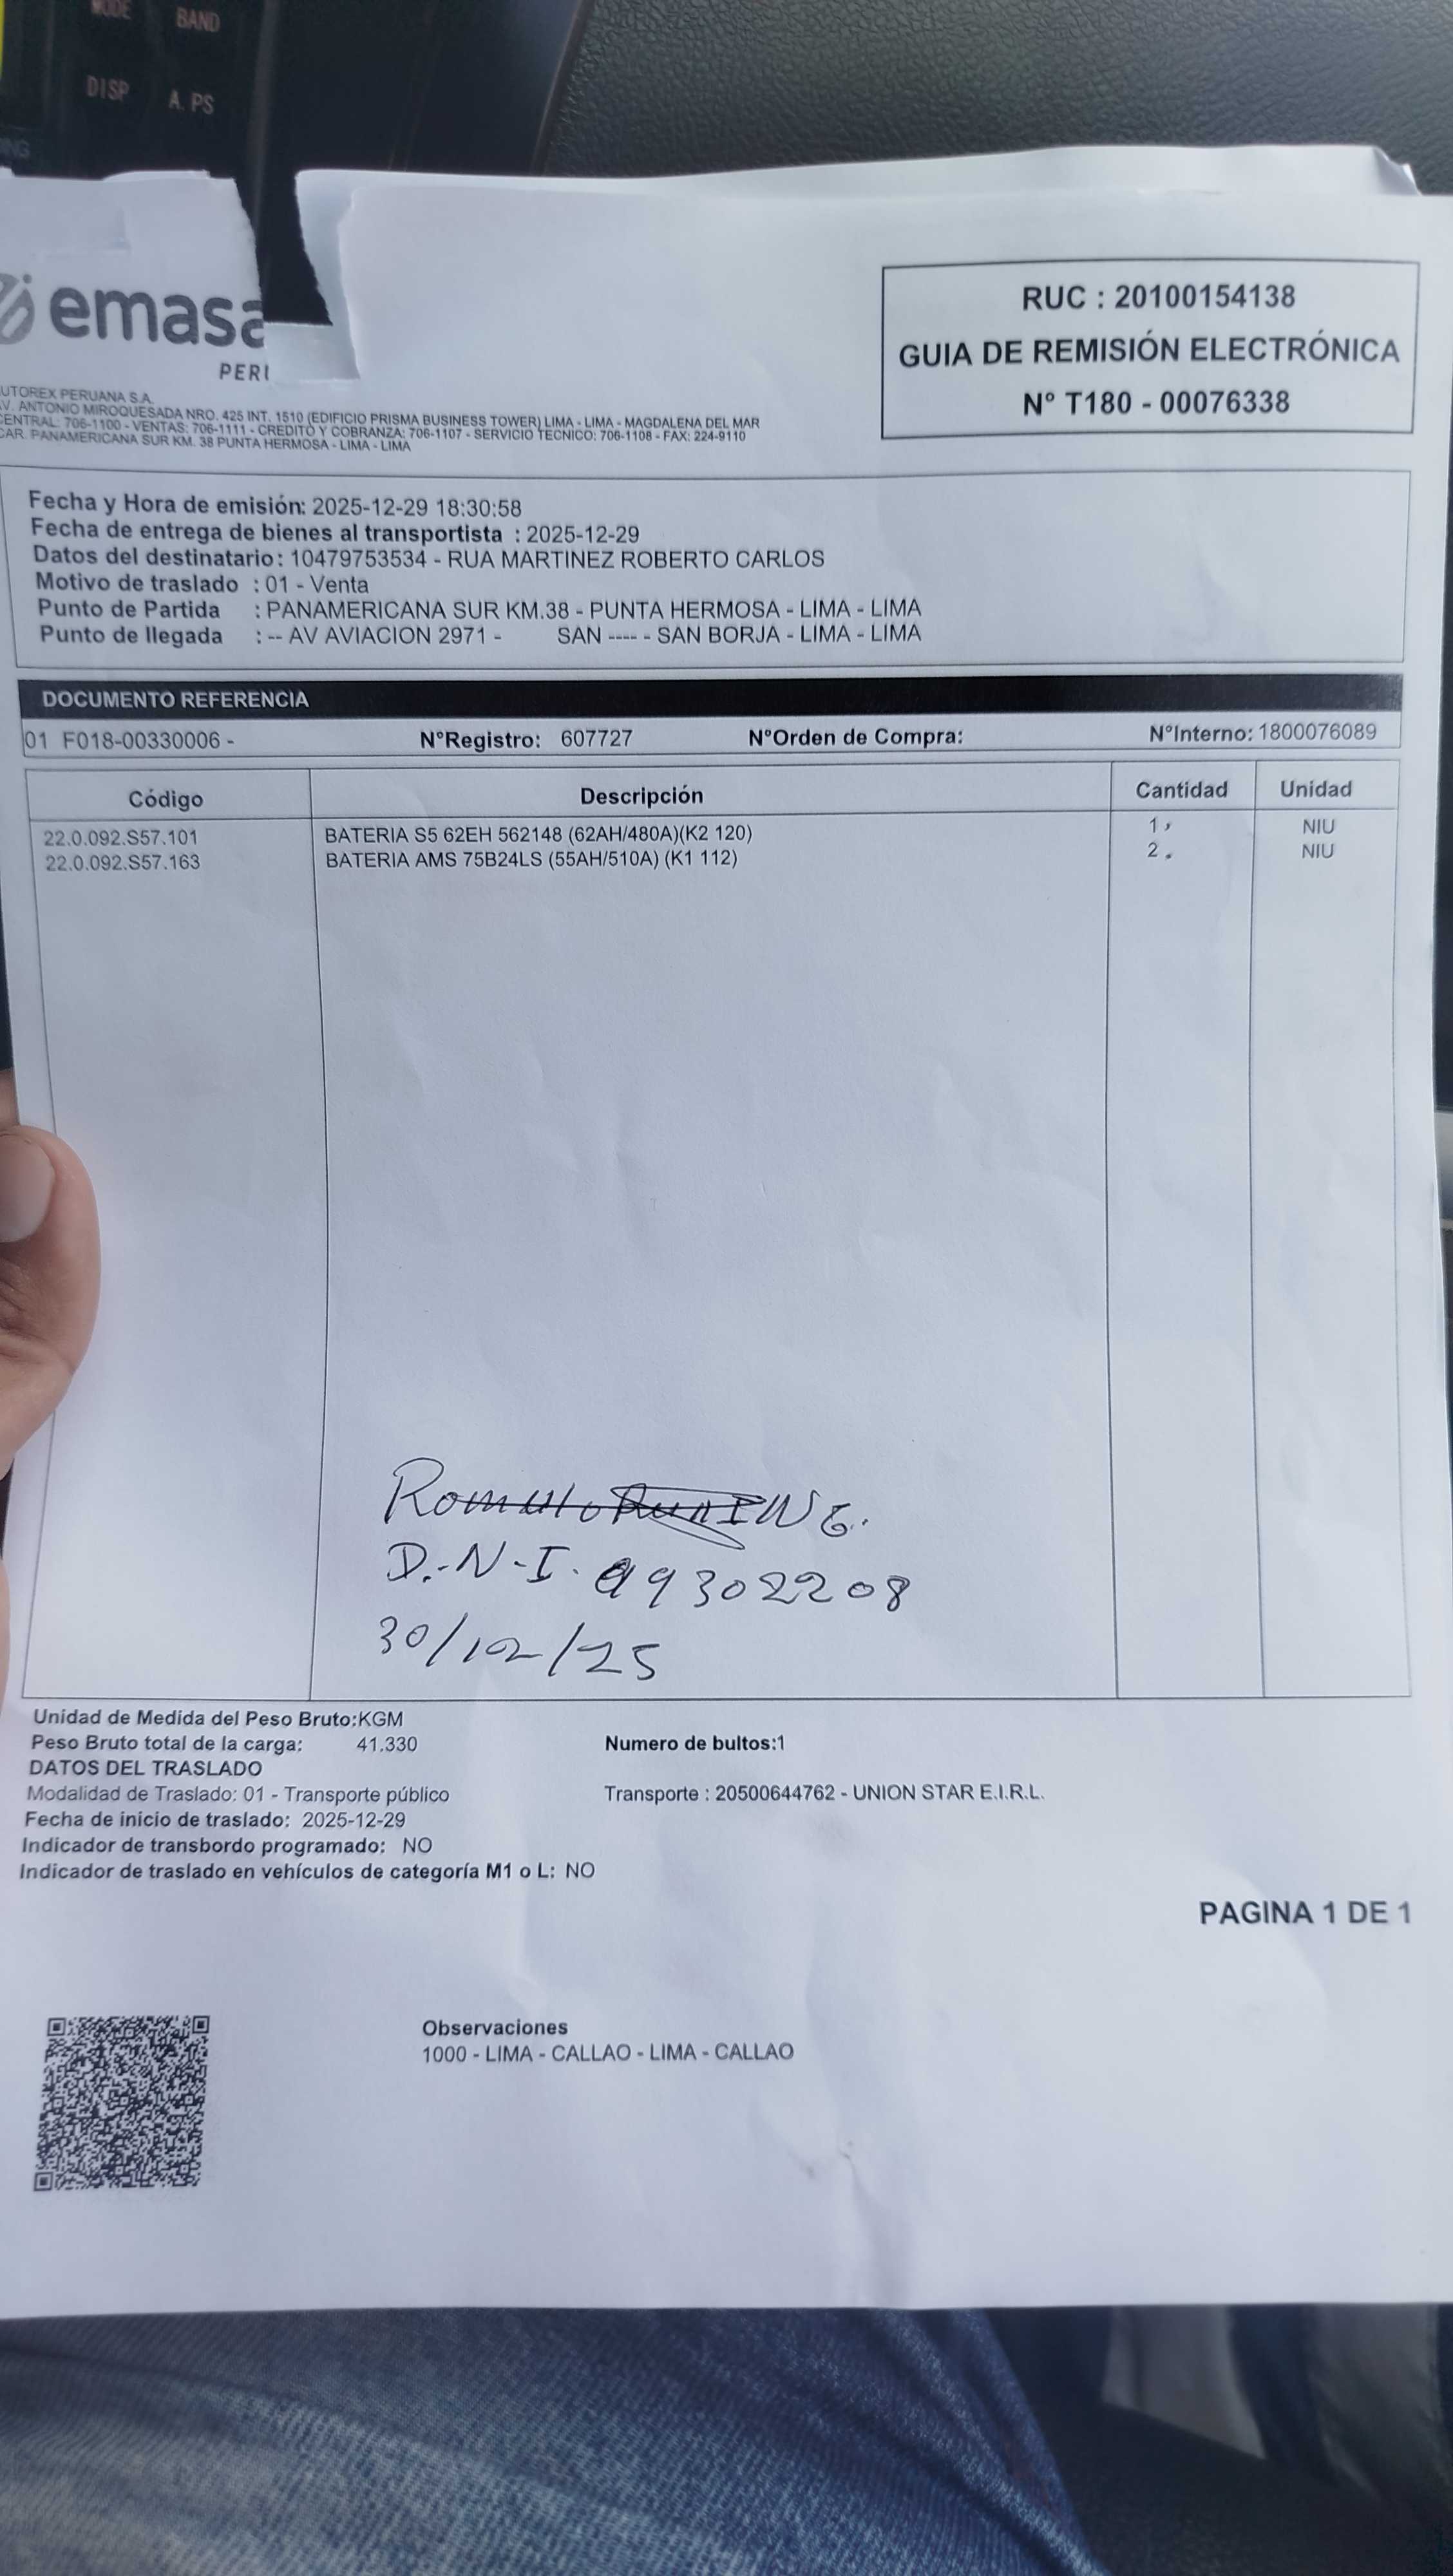 MODE BAND
DISP A.PS
emasa
PERU
UTOREX PERUANA S.A.
V. ANTONIO MIROQUESADA NRO. 425 INT. 1510 (EDIFICIO PRISMA BUSINESS TOWER) LIMA - LIMA - MAGDALENA DEL MAR
CENTRAL: 706-1100 - VENTAS: 706-1111 - CREDITO Y COBRANZA: 706-1107 - SERVICIO TECNICO: 706-1108 - FAX: 224-9110
CAR. PANAMERICANA SUR KM. 38 PUNTA HERMOSA - LIMA - LIMA
RUC : 20100154138
GUIA DE REMISIÓN ELECTRÓNICA
N° T180 - 00076338
Fecha y Hora de emisión: 2025-12-29 18:30:58
Fecha de entrega de bienes al transportista : 2025-12-29
Datos del destinatario: 10479753534 - RUA MARTINEZ ROBERTO CARLOS
Motivo de traslado : 01 - Venta
Punto de Partida : PANAMERICANA SUR KM.38 - PUNTA HERMOSA - LIMA - LIMA
Punto de llegada : -- AV AVIACION 2971 - SAN ---- - SAN BORJA - LIMA - LIMA
DOCUMENTO REFERENCIA
01 F018-00330006 - N°Registro: 607727 N°Orden de Compra: N°Interno: 1800076089
Código Descripción Cantidad Unidad
22.0.092.S57.101 BATERIA S5 62EH 562148 (62AH/480A)(K2 120) 1 NIU
22.0.092.S57.163 BATERIA AMS 75B24LS (55AH/510A) (K1 112) 2 NIU
Romulo
D.-N-I. 99302208
30/12/25
Unidad de Medida del Peso Bruto:KGM
Peso Bruto total de la carga: 41.330 Numero de bultos:1
DATOS DEL TRASLADO
Modalidad de Traslado: 01 - Transporte público Transporte : 20500644762 - UNION STAR E.I.R.L.
Fecha de inicio de traslado: 2025-12-29
Indicador de transbordo programado: NO
Indicador de traslado en vehículos de categoría M1 o L: NO
PAGINA 1 DE 1
Observaciones
1000 - LIMA - CALLAO - LIMA - CALLAO